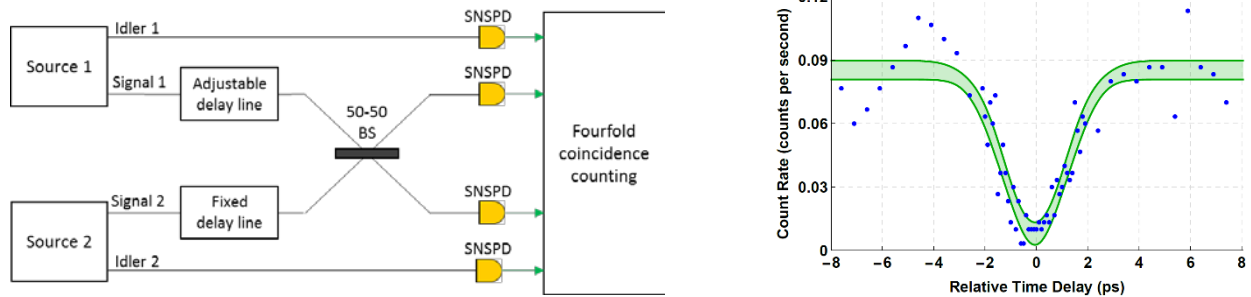 Idler 1
SNSPD
Source 1
Signal 1
Adjustable
delay line
SNSPD
50-50
BS
Fourfold
coincidence
counting
Source 2
Signal 2
Fixed
delay line
SNSPD
SNSPD
Idler 2
Count Rate (counts per second)
0.12
0.09
0.06
0.03
0
−8
−6
−4
−2
0
2
4
6
8
Relative Time Delay (ps)